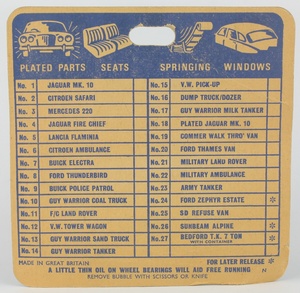 PLATED PARTS SEATS SPRINGING WINDOWS
No. 1 JAGUAR MK. 10
No. 2 CITROEN SAFARI
No. 3 MERCEDES 220
No. 4 JAGUAR FIRE CHIEF
No. 5 LANCIA FLAMINIA
No. 6 CITROEN AMBULANCE
No. 7 BUICK ELECTRA
No. 8 FORD THUNDERBIRD
No. 9 BUICK POLICE PATROL
No. 10 GUY WARRIOR COAL TRUCK
No. 11 F/C LAND ROVER
No. 12 V.W. TOWER WAGON
No. 13 GUY WARRIOR SAND TRUCK
No. 14 GUY WARRIOR TANKER
No. 15 V.W. PICK-UP
No. 16 DUMP TRUCK/DOZER
No. 17 GUY WARRIOR MILK TANKER
No. 18 PLATED JAGUAR MK. 10
No. 19 COMMER WALK THRO' VAN
No. 20 FORD THAMES VAN
No. 21 MILITARY LAND ROVER
No. 22 MILITARY AMBULANCE
No. 23 ARMY TANKER
No. 24 FORD ZEPHYR ESTATE *
No. 25 SD REFUSE VAN
No. 26 SUNBEAM ALPINE *
No. 27 BEDFORD T.K. 7 TON *
WITH CONTAINER
MADE IN GREAT BRITAIN FOR LATER RELEASE *
A LITTLE THIN OIL ON WHEEL BEARINGS WILL AID FREE RUNNING
REMOVE BUBBLE WITH SCISSORS OR KNIFE.